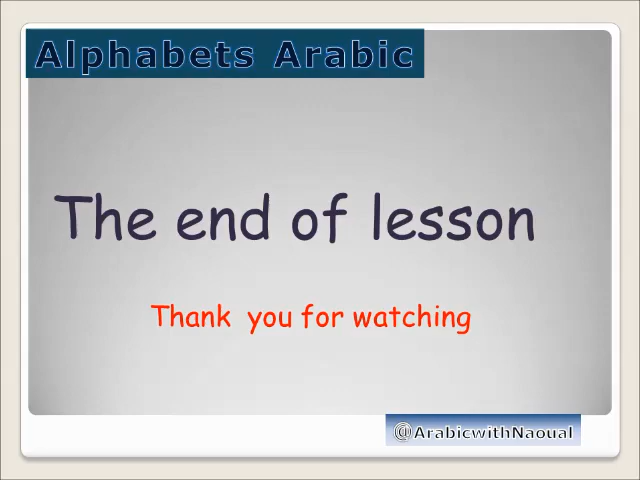 Alphabets Arabic
The end of lesson
Thank you for watching
@ArabicwithNaoual